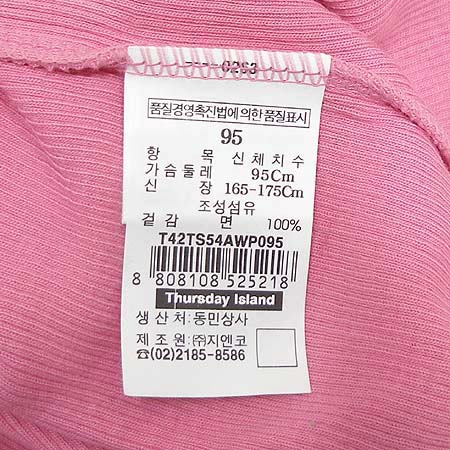 품질경영촉진법에 의한 품질표시
95
항 목 신체치수
가슴둘레 95Cm
신 장 165-175Cm
조성섬유
겉감 면 100%
T42TS54AWP095
8 808108 525218
Thursday Island
생 산 처:동민상사
제 조 원:㈜지엔코
☎(02)2185-8586